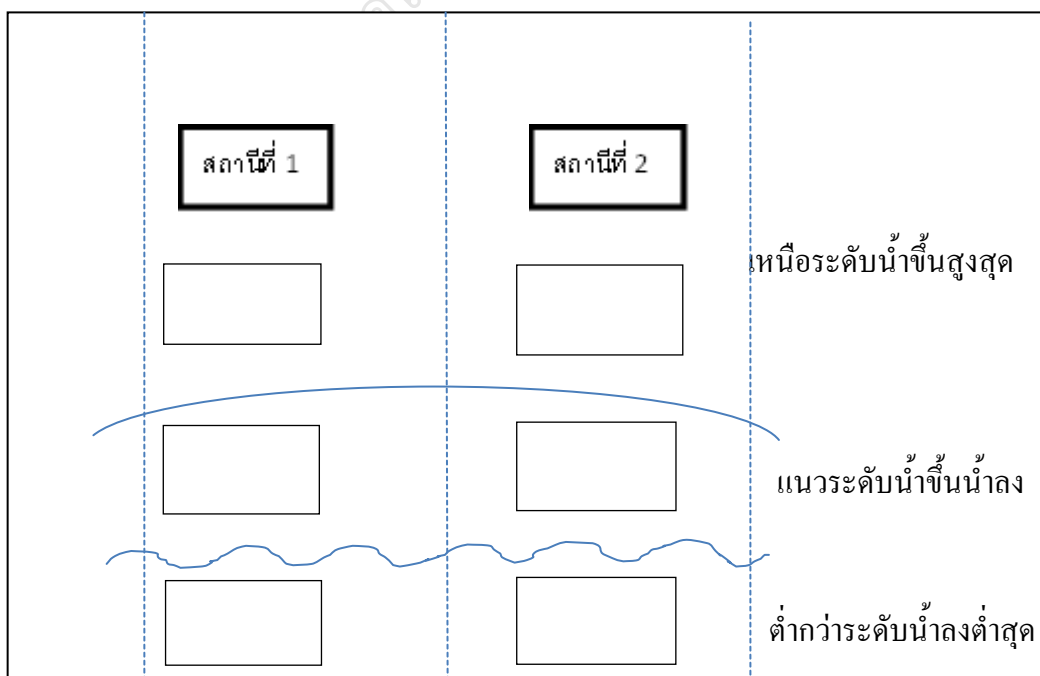 สถานีที่ 1
สถานีที่ 2
เหนือระดับน้ำขึ้นสูงสุด
แนวระดับน้ำขึ้นน้ำลง
ต่ำกว่าระดับน้ำลงต่ำสุด